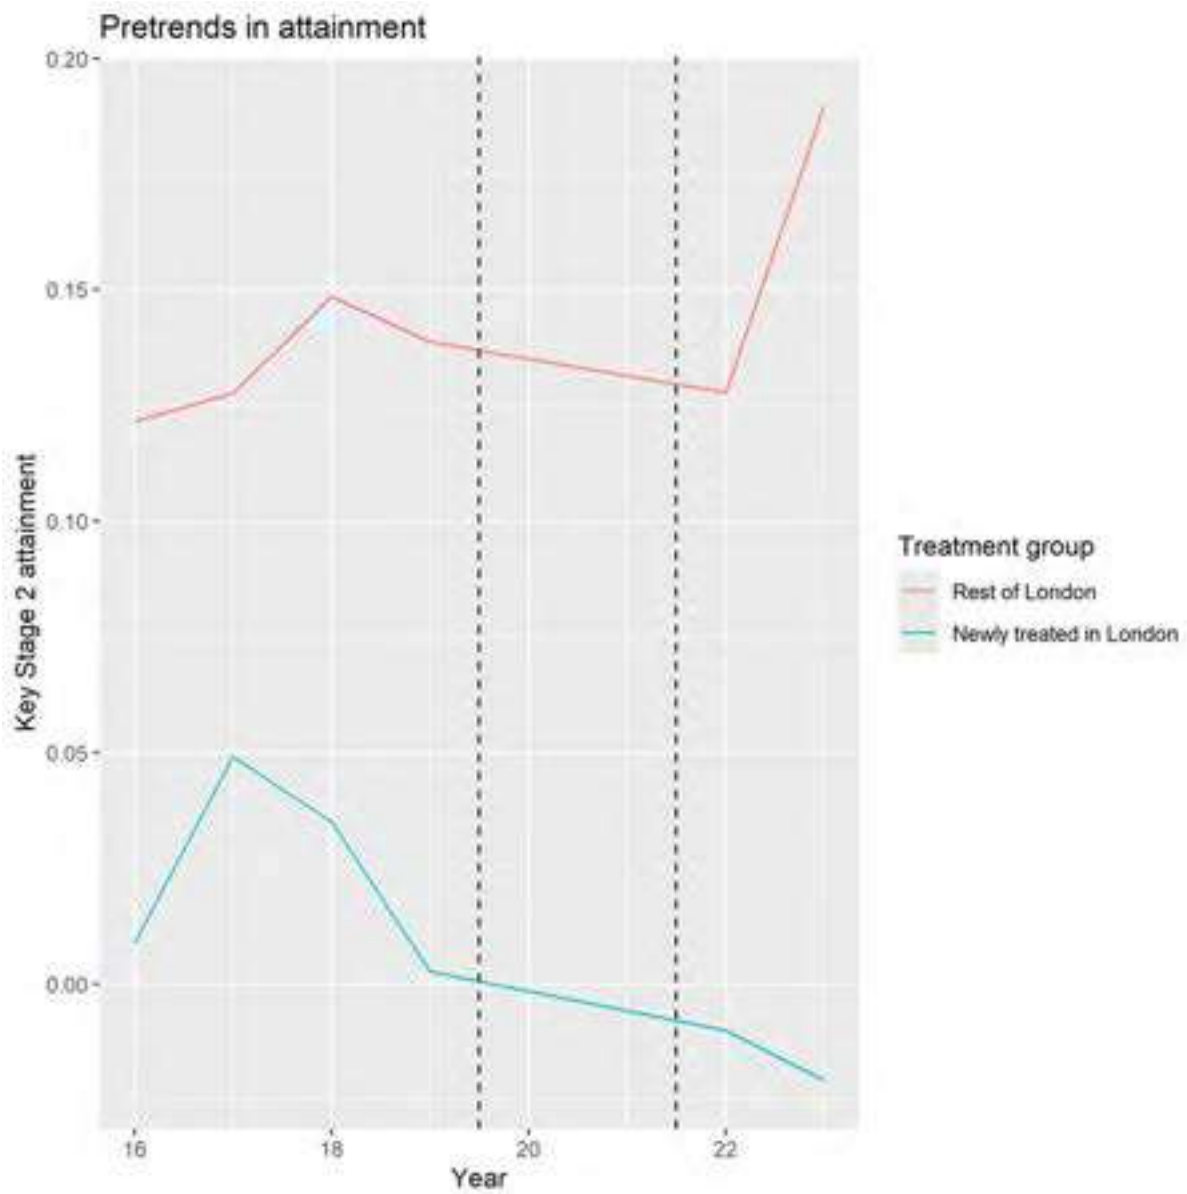 Pretrends in attainment
0.20
0.15
0.10
0.05
0.00
Key Stage 2 attainment
16 18 20 22
Year
Treatment group
Rest of London
Newly treated in London